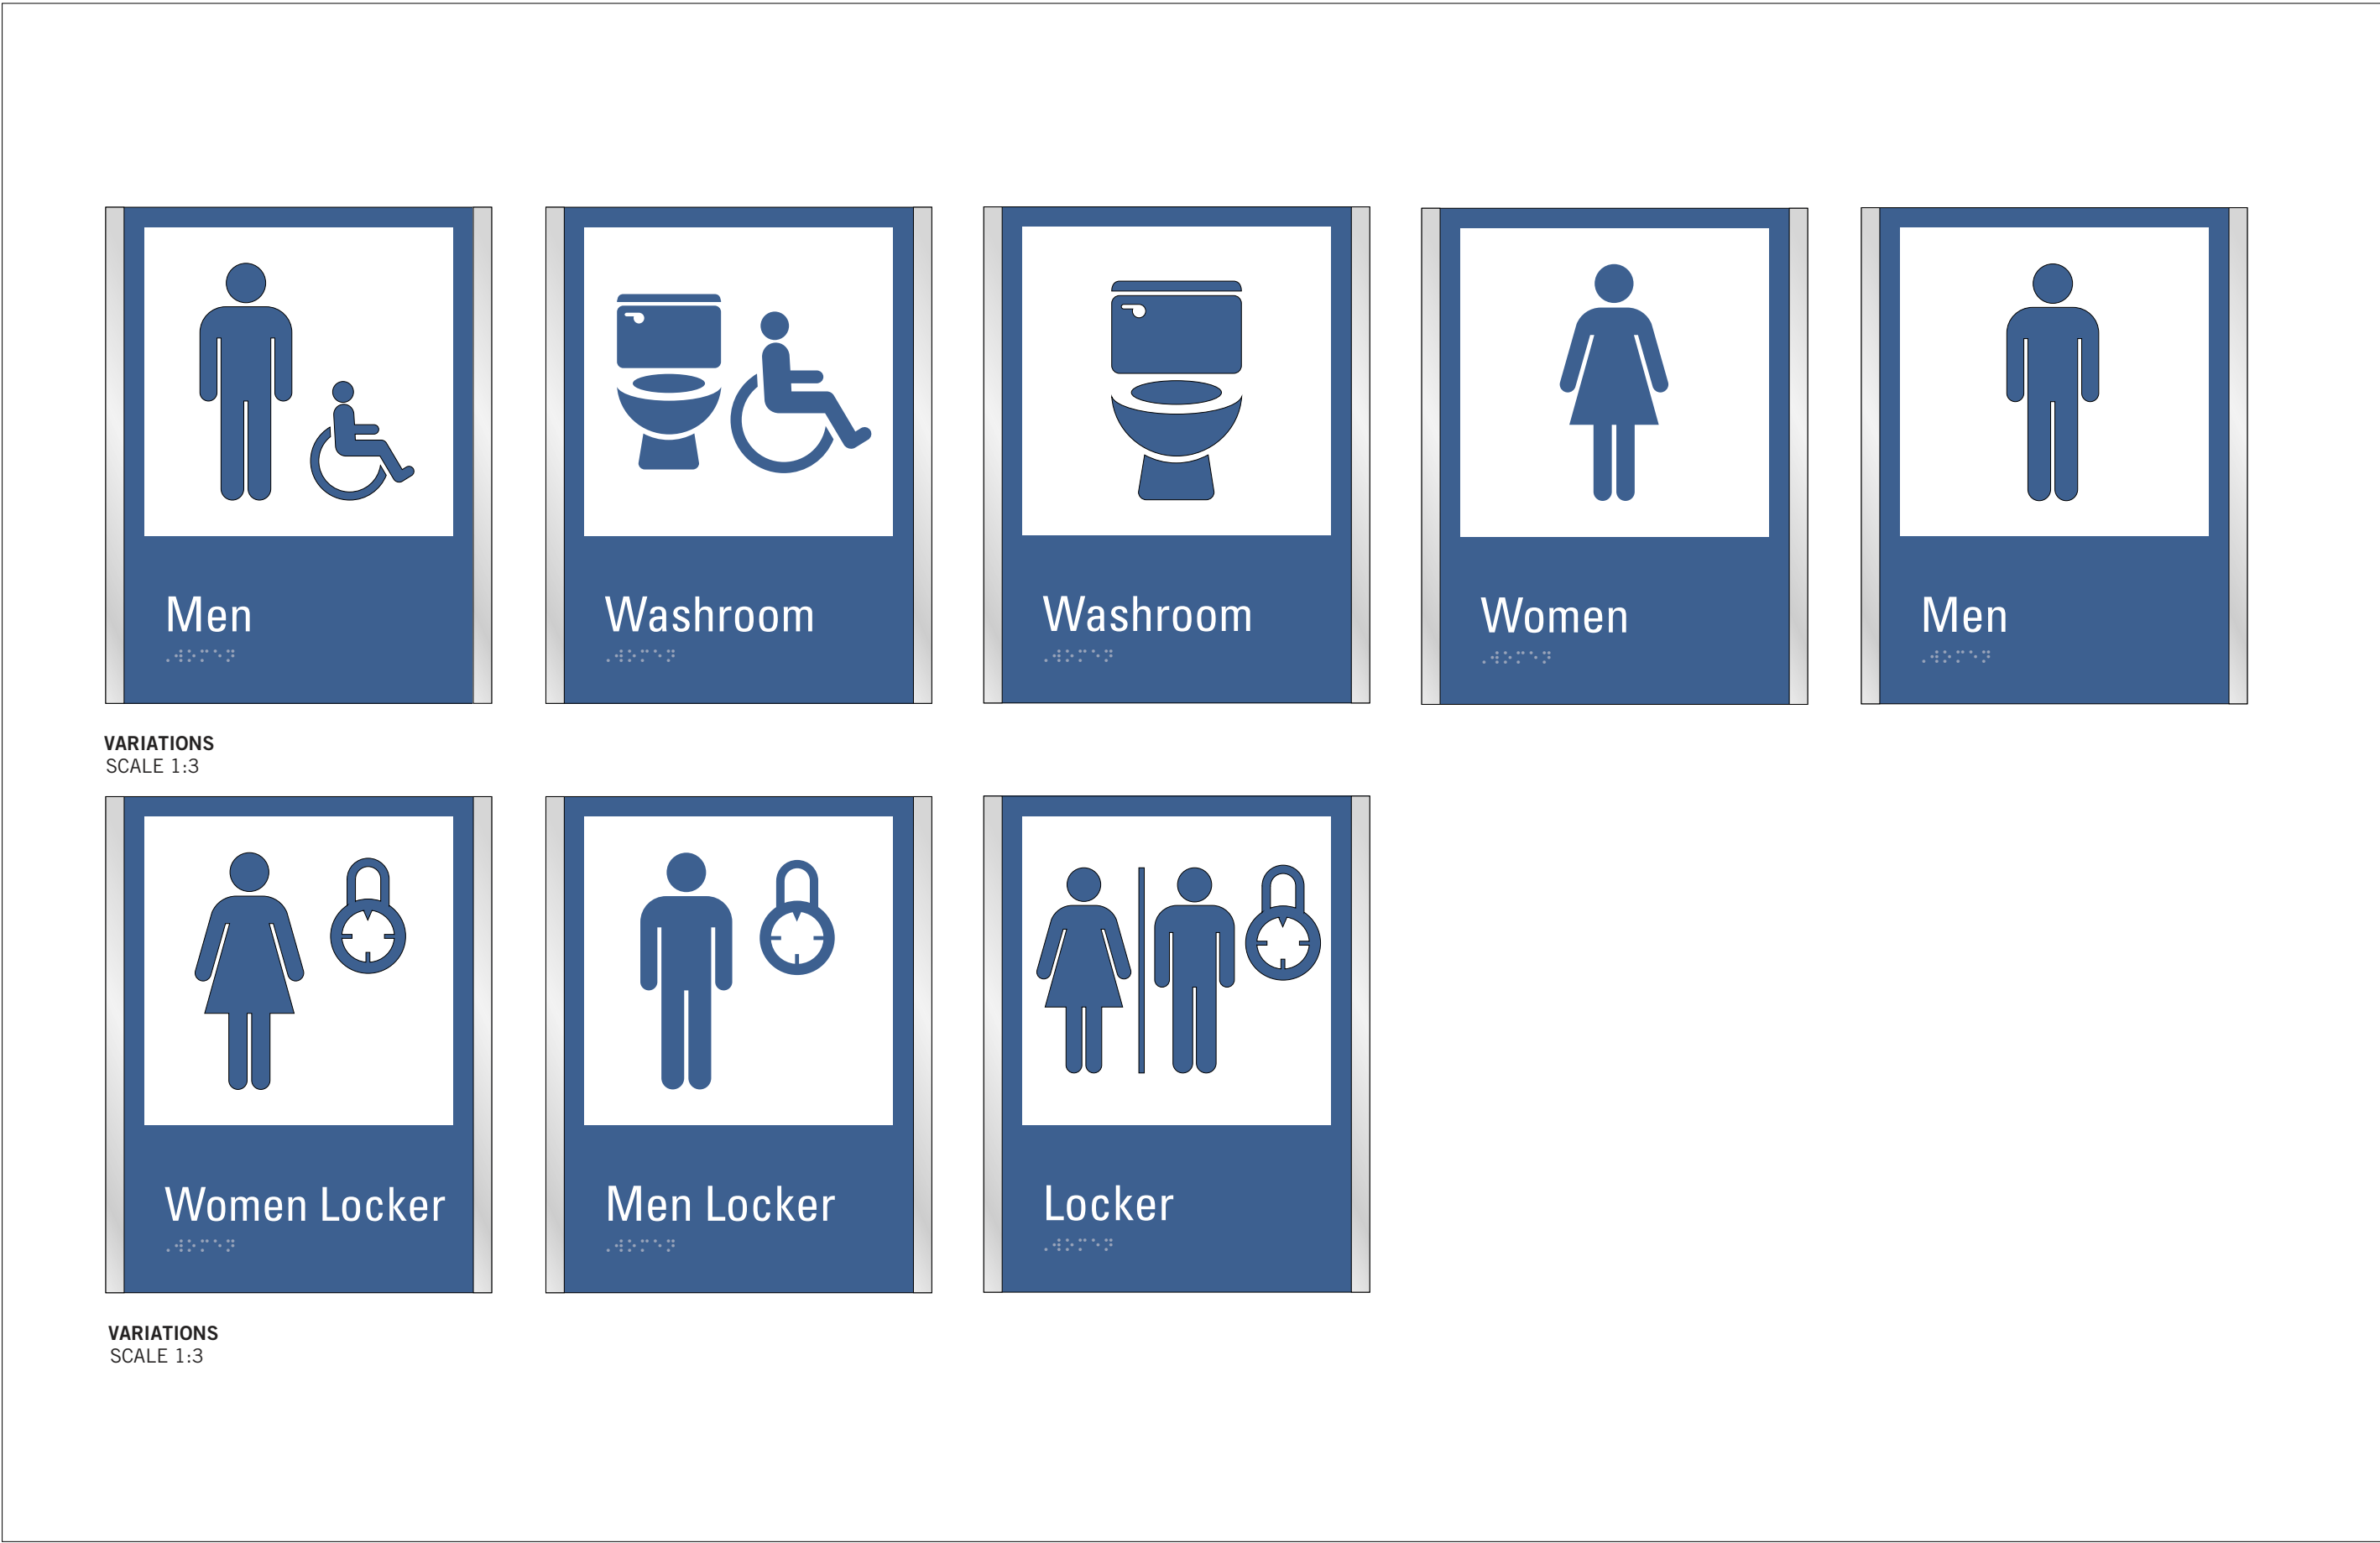 Men
⠠⠺⠕⠍⠑⠝
Washroom
⠠⠺⠕⠍⠑⠝
Washroom
⠠⠺⠕⠍⠑⠝
Women
⠠⠺⠕⠍⠑⠝
Men
⠠⠺⠕⠍⠑⠝
VARIATIONS
SCALE 1:3
Women Locker
⠠⠺⠕⠍⠑⠝
Men Locker
⠠⠺⠕⠍⠑⠝
Locker
⠠⠺⠕⠍⠑⠝
VARIATIONS
SCALE 1:3